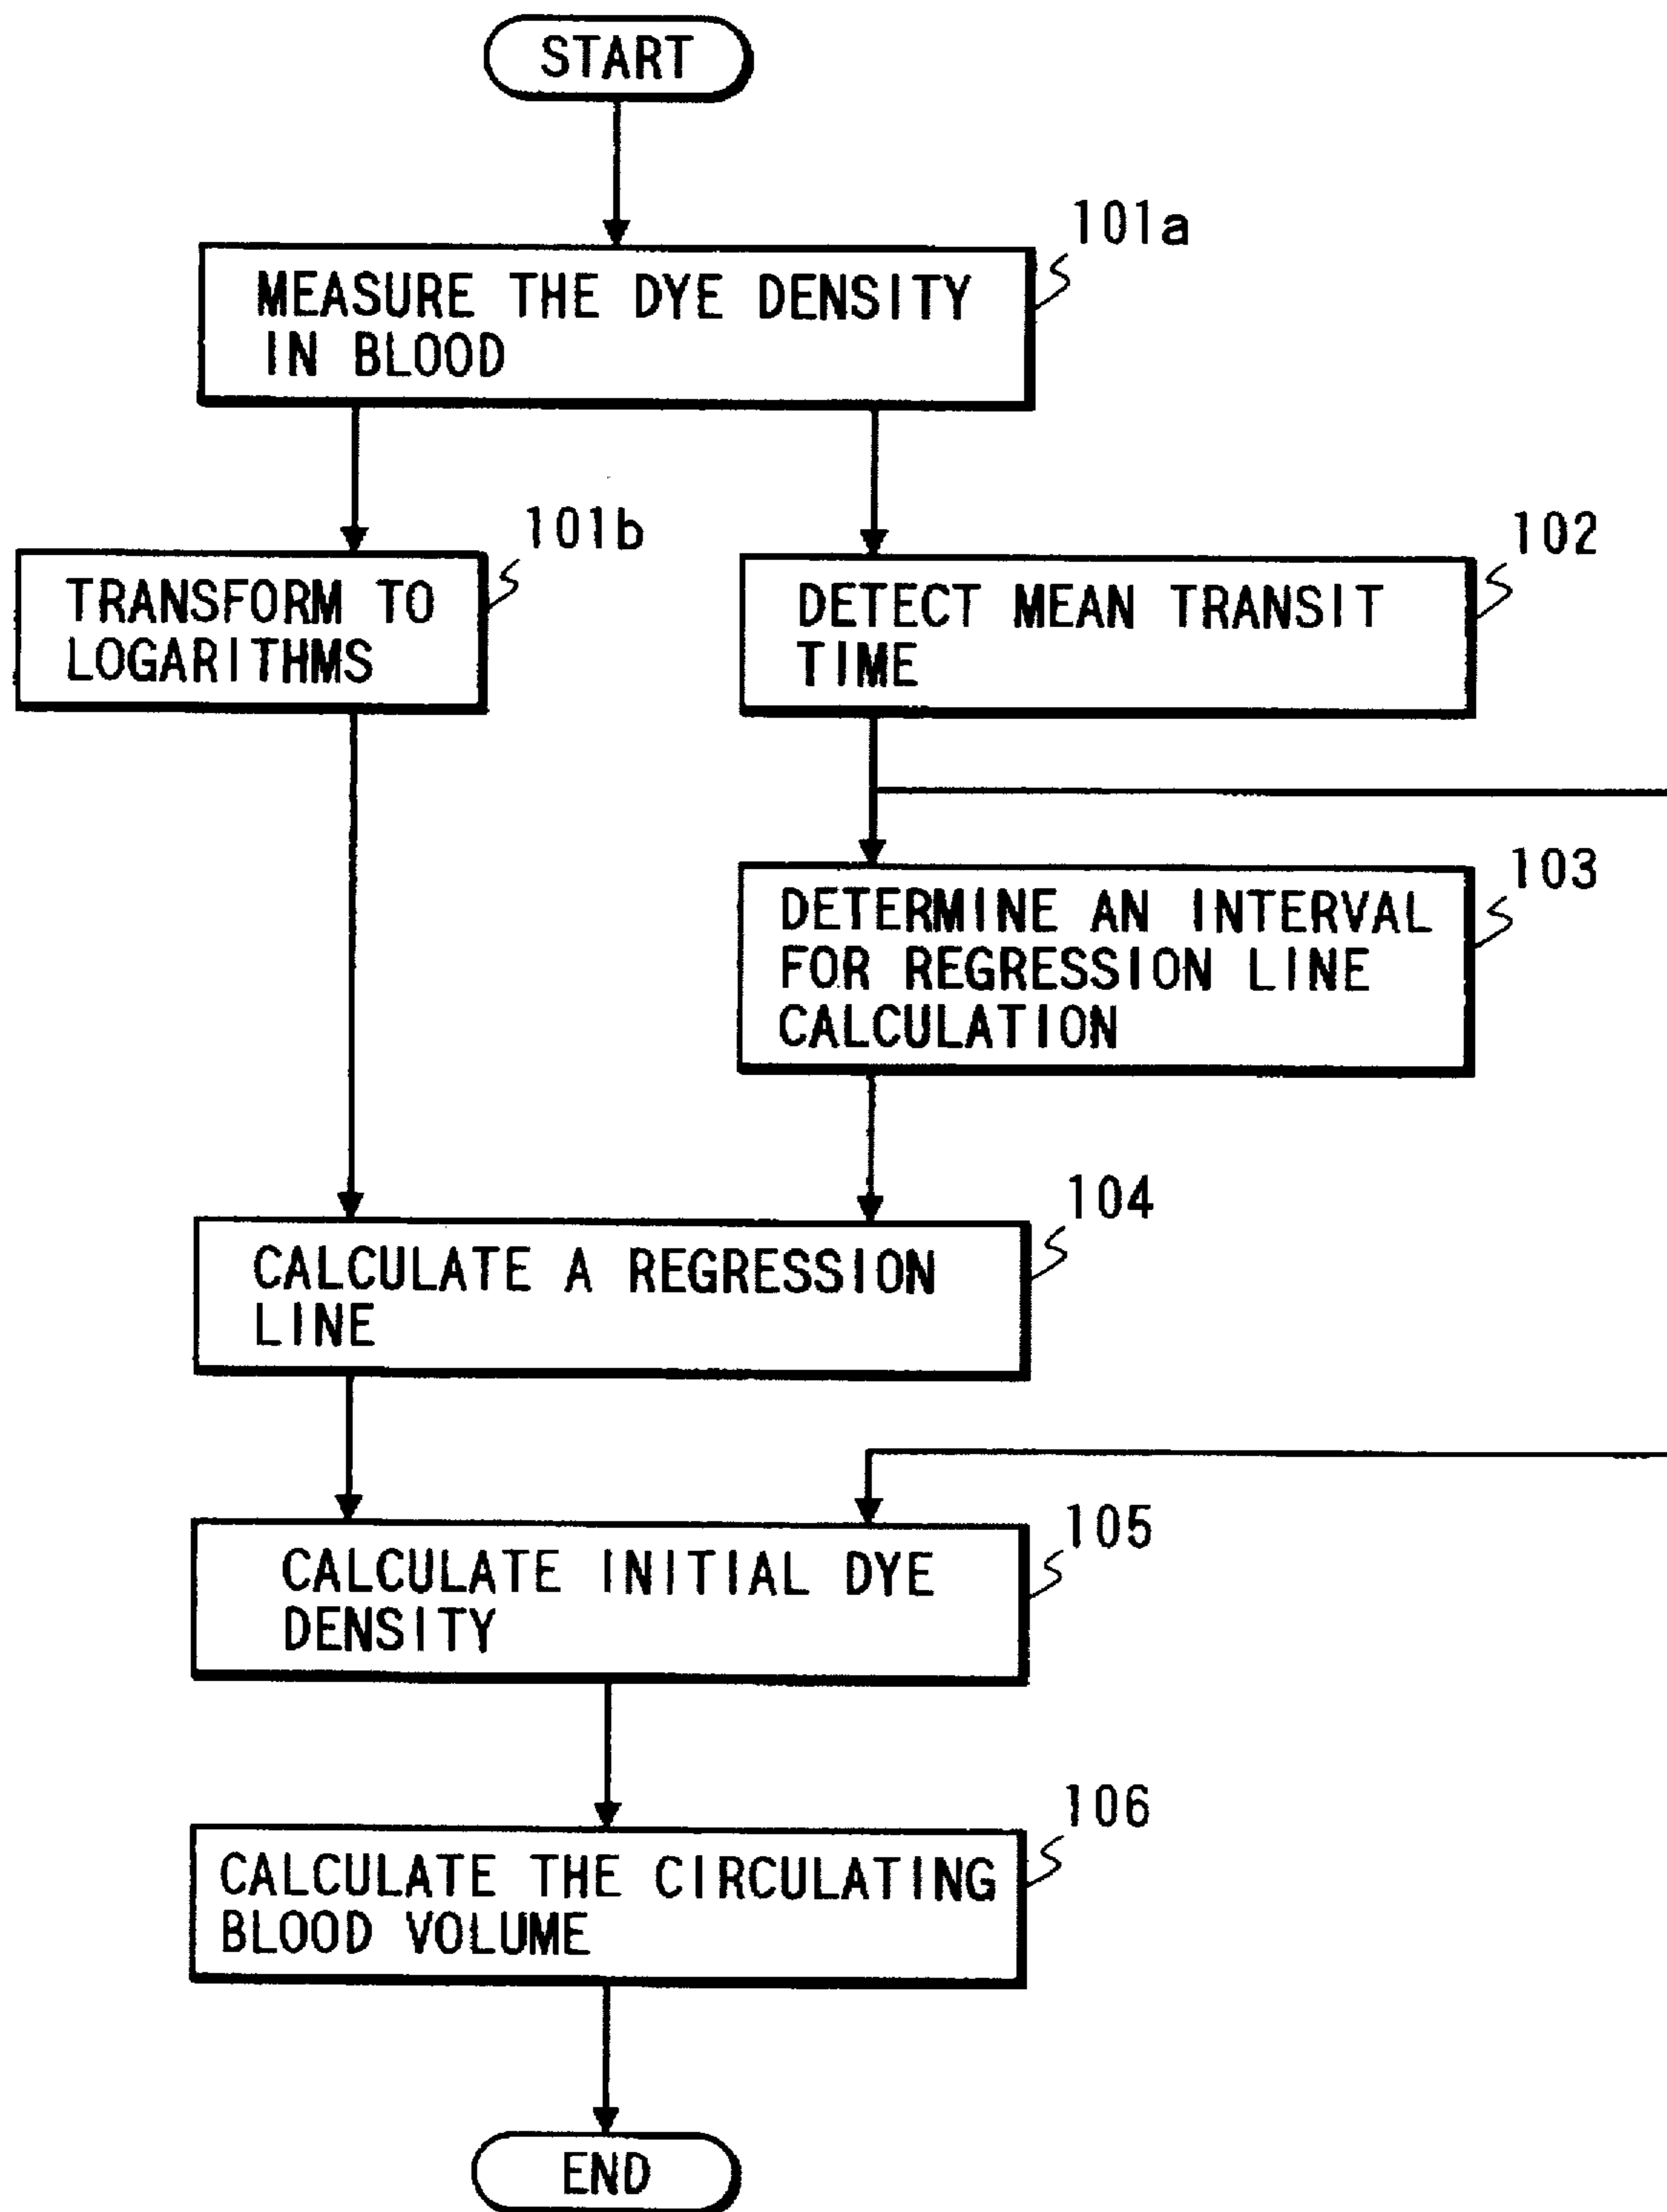 START
101a
MEASURE THE DYE DENSITY
IN BLOOD
101b
TRANSFORM TO
LOGARITHMS
102
DETECT MEAN TRANSIT
TIME
103
DETERMINE AN INTERVAL
FOR REGRESSION LINE
CALCULATION
104
CALCULATE A REGRESSION
LINE
105
CALCULATE INITIAL DYE
DENSITY
106
CALCULATE THE CIRCULATING
BLOOD VOLUME
END